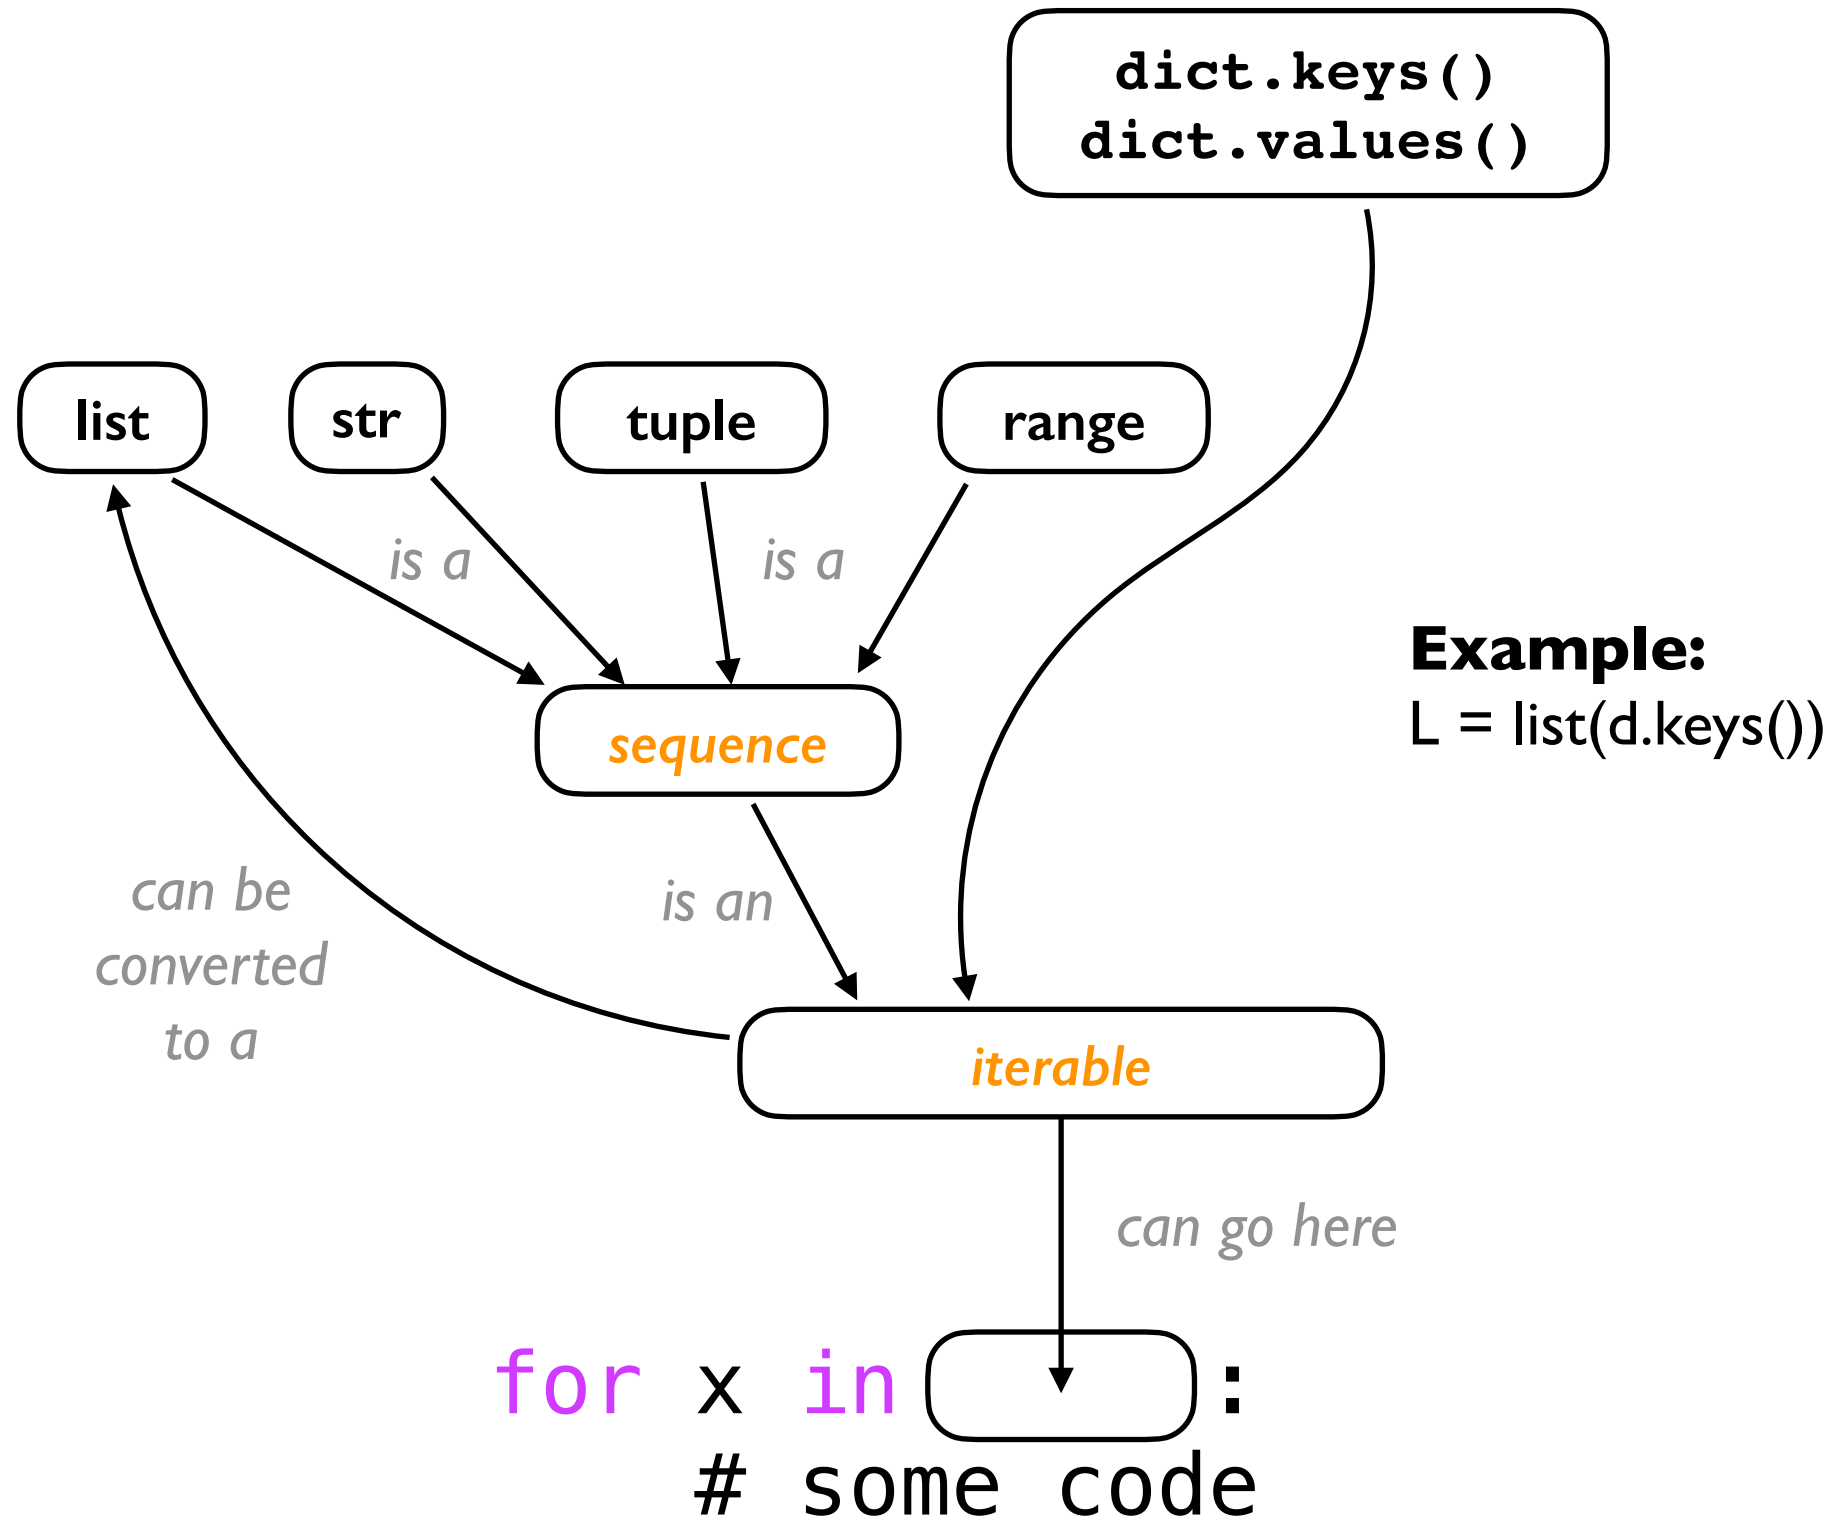 dict.keys()
dict.values()
list
str
tuple
range
is a
is a
Example:
L = list(d.keys())
sequence
can be
converted
to a
is an
iterable
can go here
for x in :
# some code